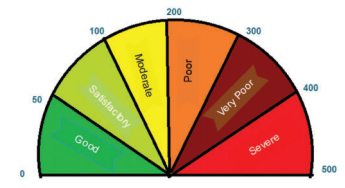 0
50
100
200
300
400
500
Good
Satisfactory
Moderate
Poor
Very Poor
Severe